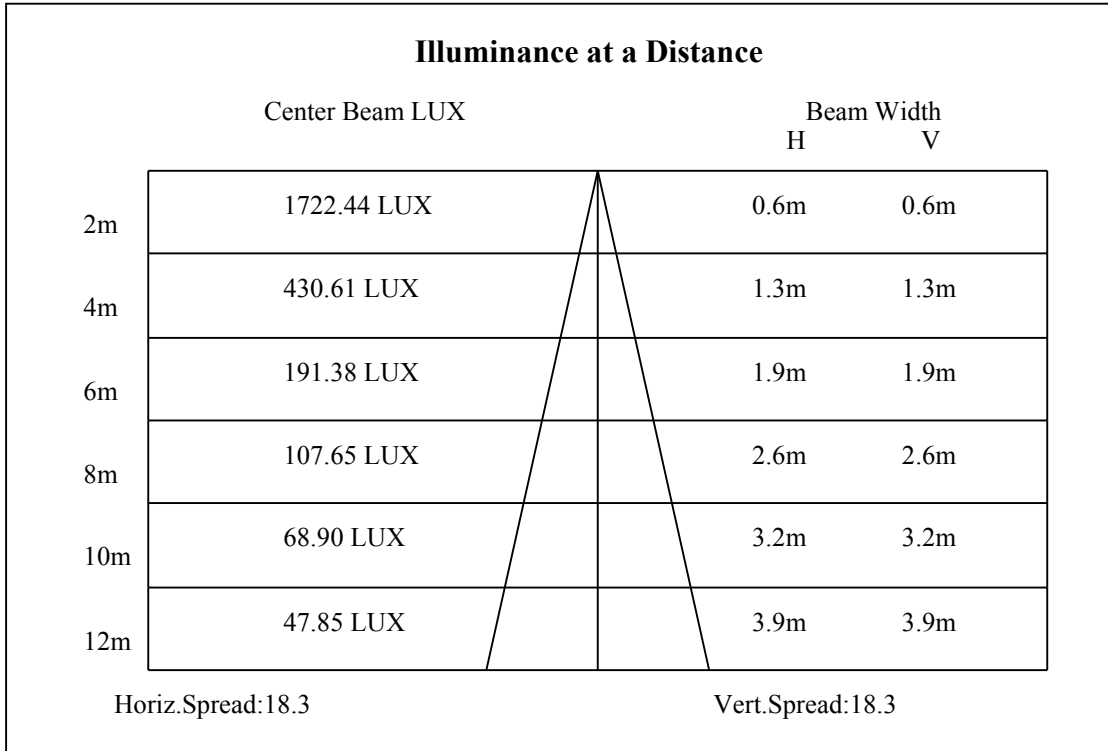 Illuminance at a Distance
Center Beam LUX Beam Width
H V
2m 1722.44 LUX 0.6m 0.6m
4m 430.61 LUX 1.3m 1.3m
6m 191.38 LUX 1.9m 1.9m
8m 107.65 LUX 2.6m 2.6m
10m 68.90 LUX 3.2m 3.2m
12m 47.85 LUX 3.9m 3.9m
Horiz.Spread:18.3 Vert.Spread:18.3